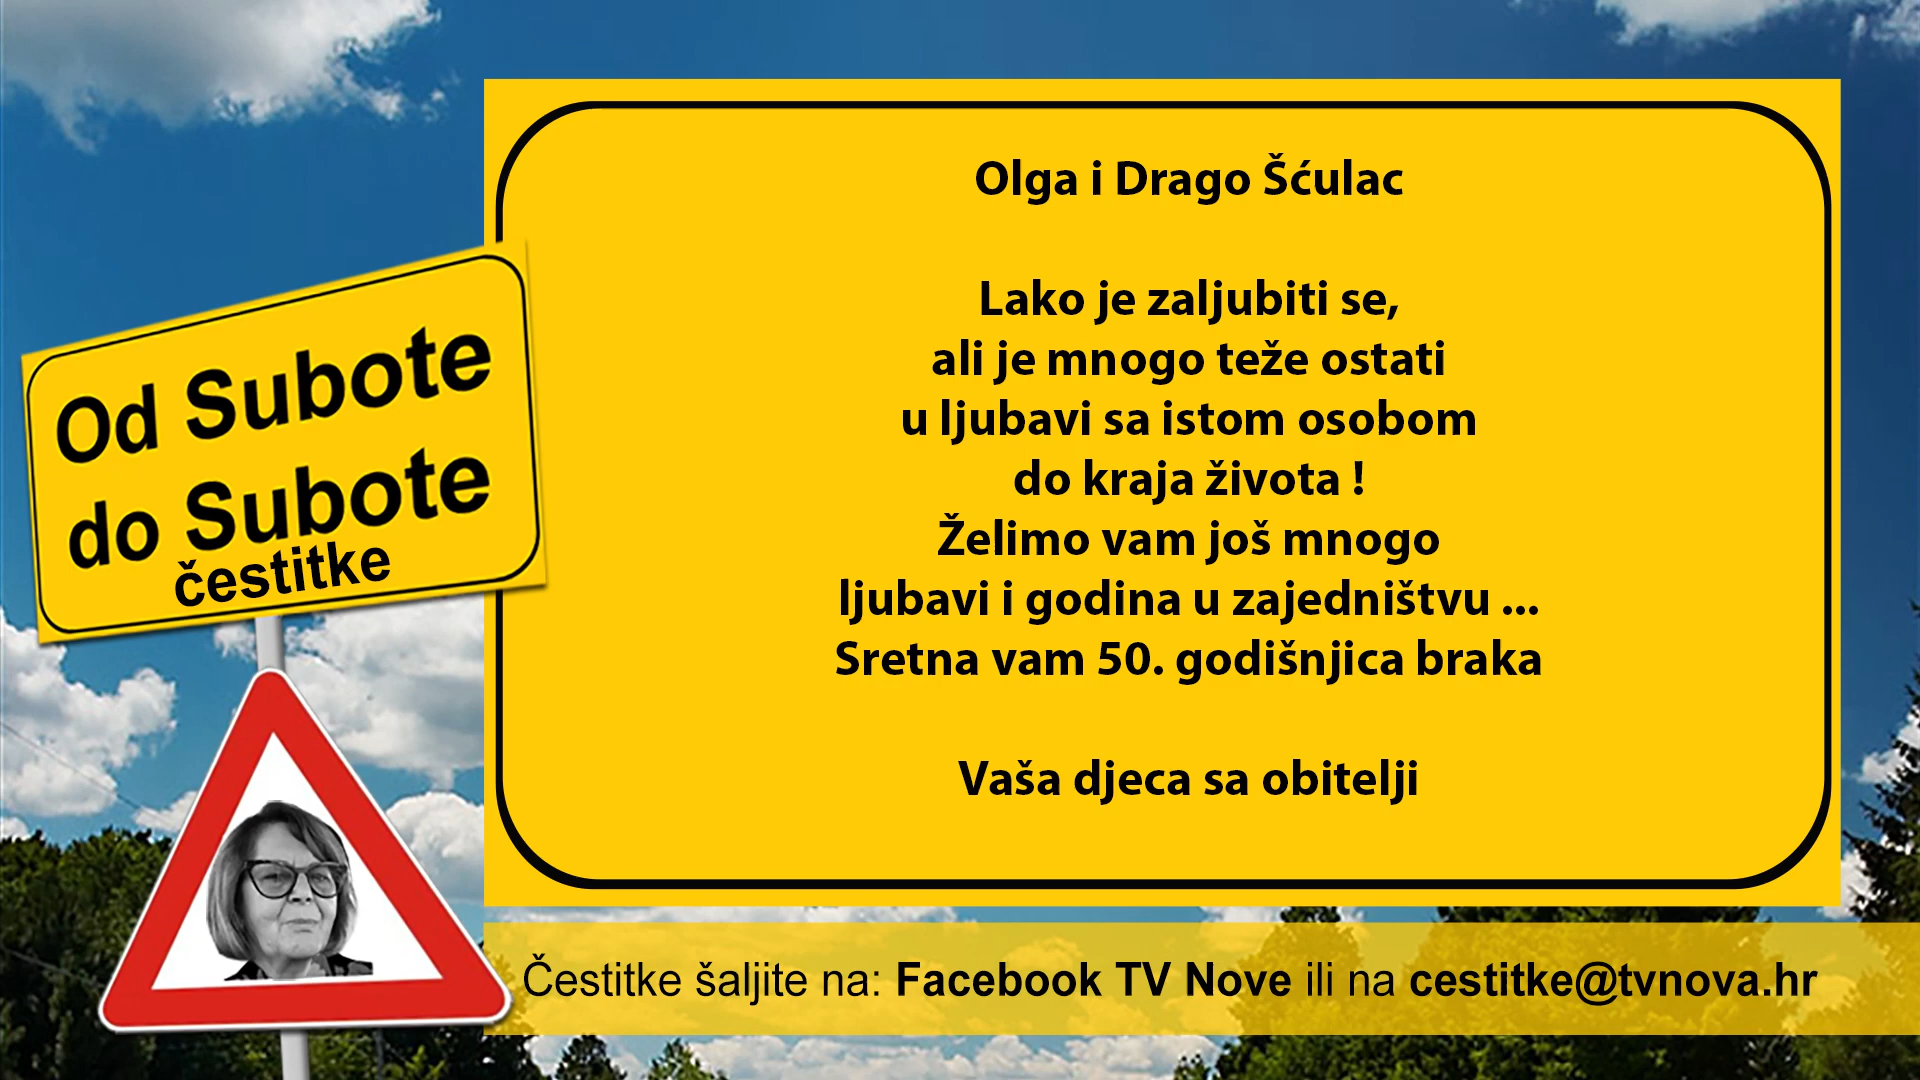 Olga i Drago Šćulac
Lako je zaljubiti se,
ali je mnogo teže ostati
u ljubavi sa istom osobom
do kraja života !
Želimo vam još mnogo
ljubavi i godina u zajedništvu ...
Sretna vam 50. godišnjica braka
Vaša djeca sa obitelji
Od Subote
do Subote
čestitke
Čestitke šaljite na: Facebook TV Nove ili na cestitke@tvnova.hr